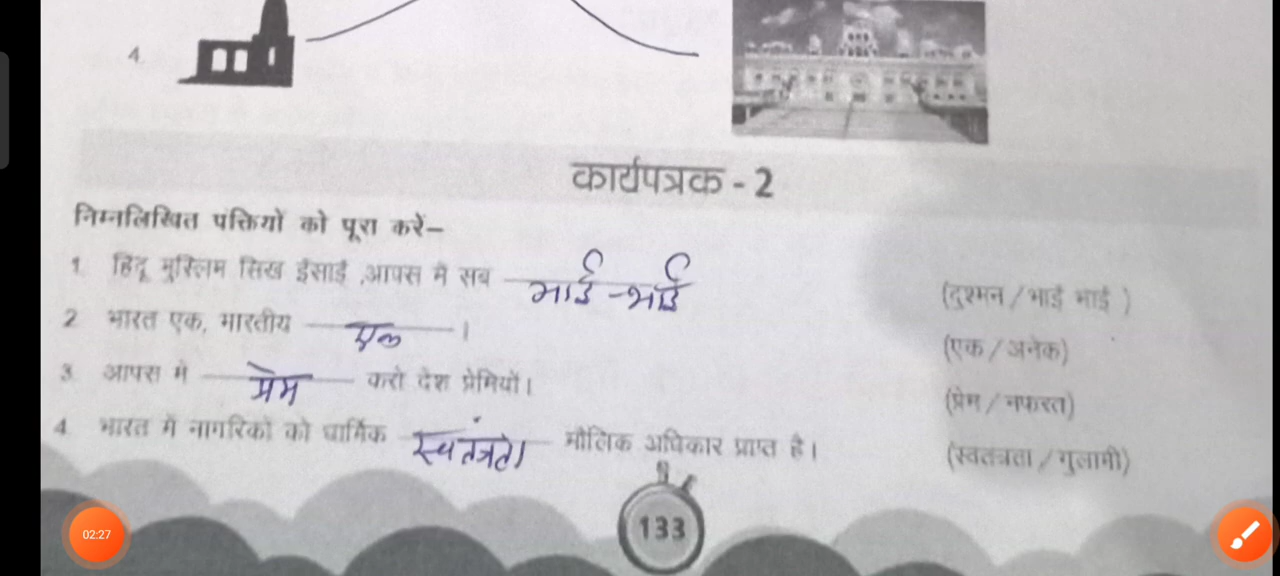 4.
कार्यपत्रक - 2
निम्नलिखित पंक्तियों को पूरा करें–
1. हिंदू मुस्लिम सिख ईसाई ,आपस में सब भाई-भाई (दुश्मन / भाई भाई )
2 भारत एक, भारतीय एक । (एक / अनेक)
3. आपस में प्रेम करो देश प्रेमियों। (प्रेम / नफरत)
4. भारत में नागरिकों को धार्मिक स्वतंत्रता मौलिक अधिकार प्राप्त है। (स्वतंत्रता / गुलामी)
133
02:27